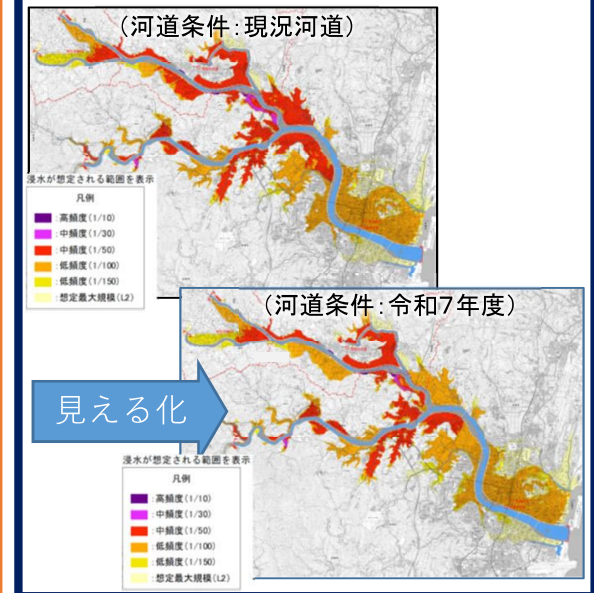 (河道条件:現況河道)
浸水が想定される範囲を表示
凡例
:高頻度(1/10)
:中頻度(1/30)
:中頻度(1/50)
:低頻度(1/100)
:低頻度(1/150)
:想定最大規模(L2)
(河道条件:令和7年度)
見える化
浸水が想定される範囲を表示
凡例
:高頻度(1/10)
:中頻度(1/30)
:中頻度(1/50)
:低頻度(1/100)
:低頻度(1/150)
:想定最大規模(L2)